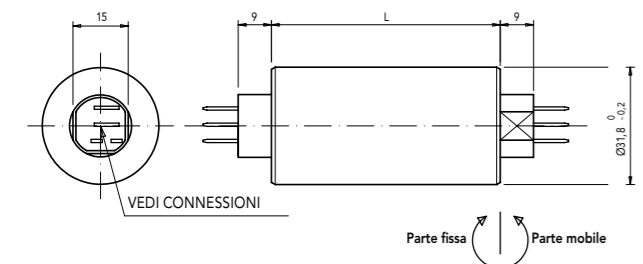 15
9
L
9
Ø31,8 0 -0,2
VEDI CONNESSIONI
Parte fissa
Parte mobile